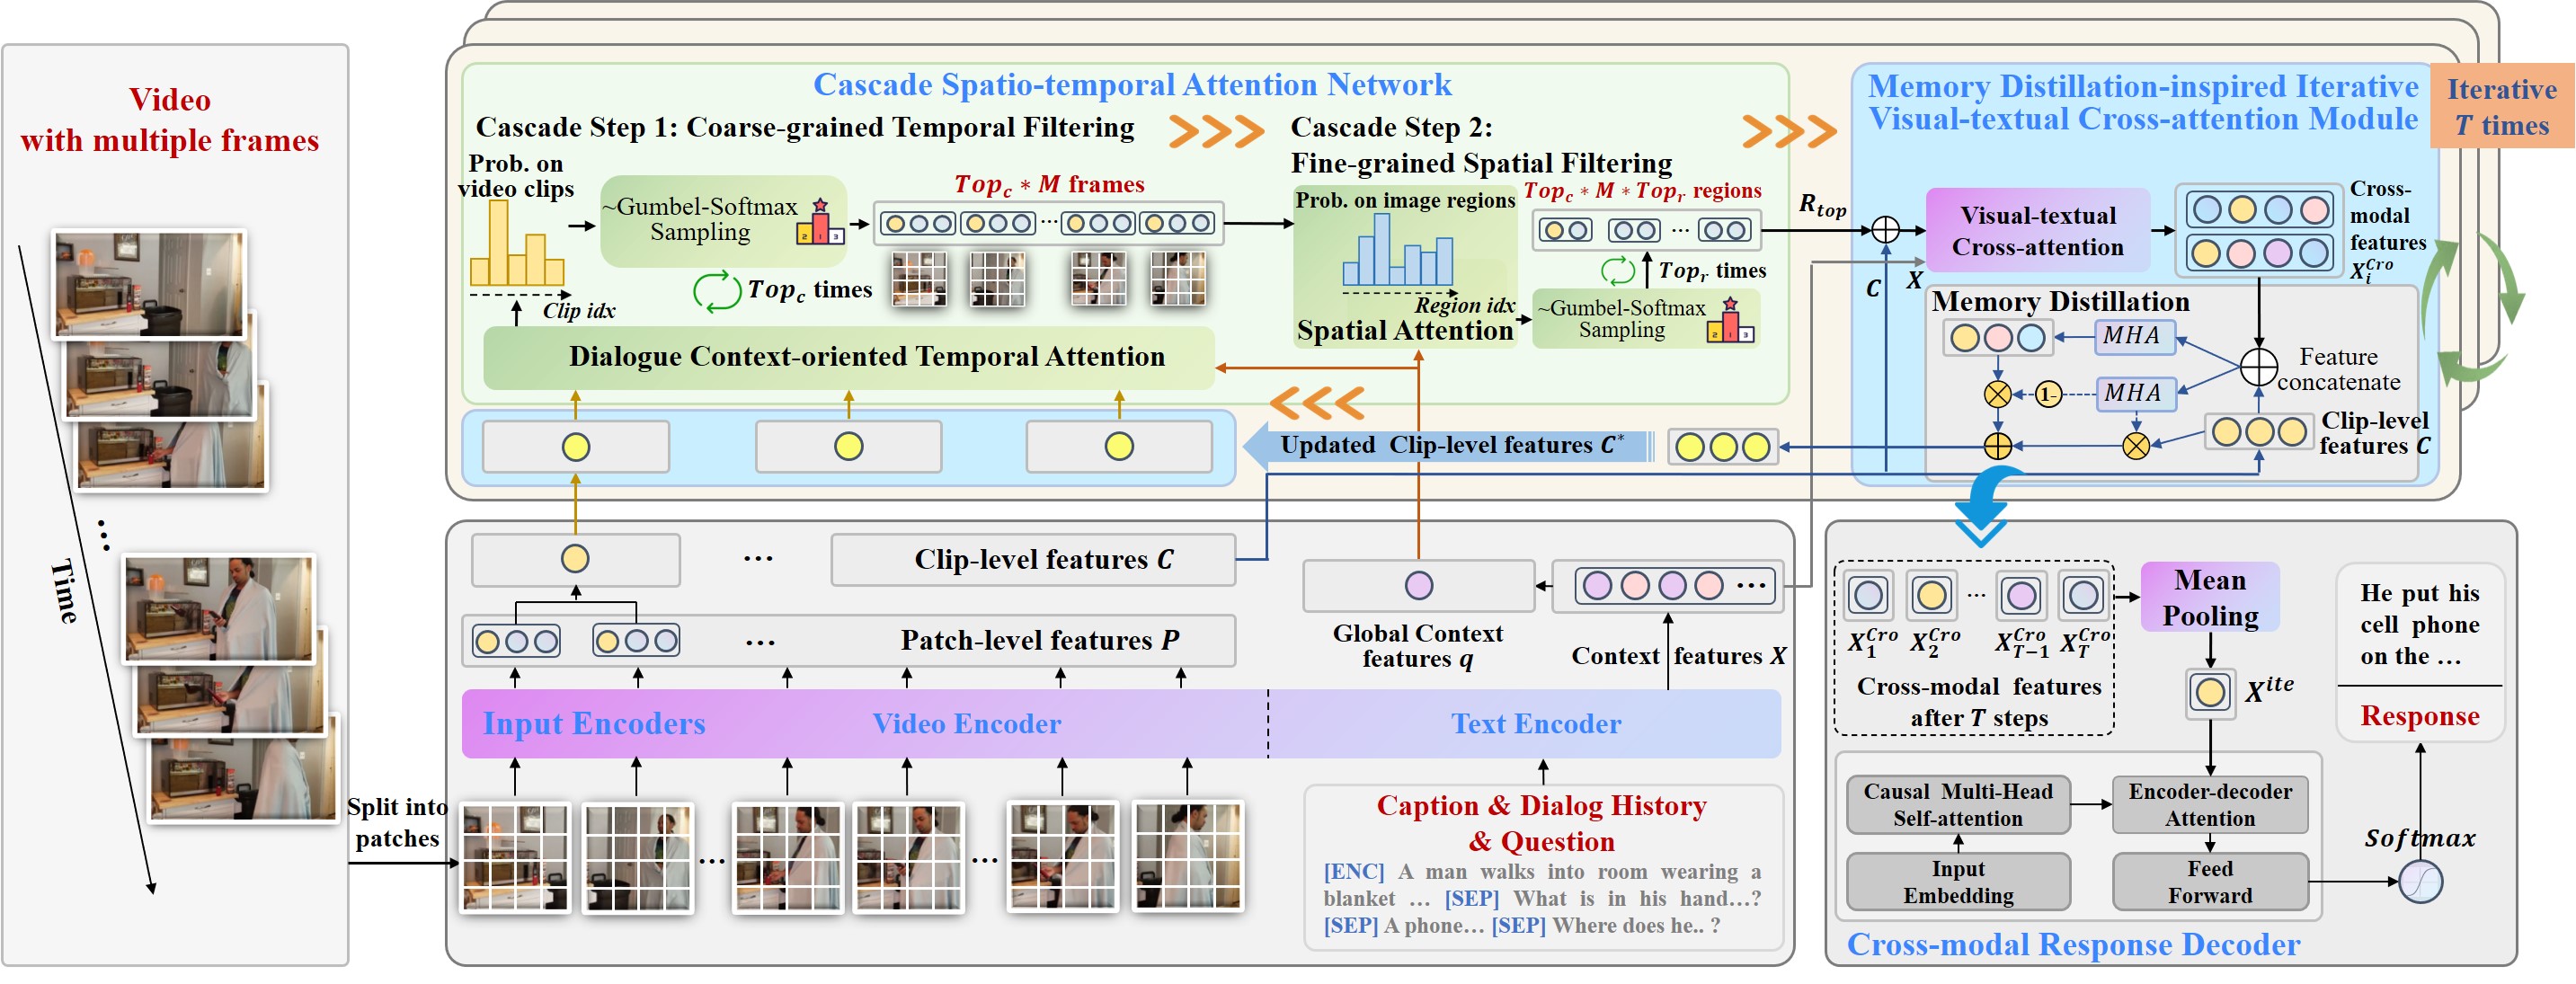 Video
with multiple frames
Time
Split into
patches
Cascade Spatio-temporal Attention Network
Cascade Step 1: Coarse-grained Temporal Filtering
Prob. on
video clips
Clip idx
~Gumbel-Softmax
Sampling
Top_c times
Top_c * M frames
Dialogue Context-oriented Temporal Attention
Cascade Step 2:
Fine-grained Spatial Filtering
Prob. on image regions
Region idx
Spatial Attention
Top_c * M * Top_r regions
Top_r times
~Gumbel-Softmax
Sampling
R_top
C
X
Memory Distillation-inspired Iterative
Visual-textual Cross-attention Module
Iterative
T times
Visual-textual
Cross-attention
Cross-
modal
features
X_i^Cro
Memory Distillation
MHA
MHA
1-
Feature
concatenate
Clip-level
features C
Updated Clip-level features C*
Clip-level features C
Patch-level features P
Global Context
features q
Context features X
Input Encoders
Video Encoder
Text Encoder
Caption & Dialog History
& Question
[ENC] A man walks into room wearing a
blanket … [SEP] What is in his hand…?
[SEP] A phone… [SEP] Where does he.. ?
X_1^Cro X_2^Cro ... X_T-1^Cro X_T^Cro
Cross-modal features
after T steps
Mean
Pooling
X^ite
Causal Multi-Head
Self-attention
Input
Embedding
Encoder-decoder
Attention
Feed
Forward
Softmax
He put his
cell phone
on the …
Response
Cross-modal Response Decoder